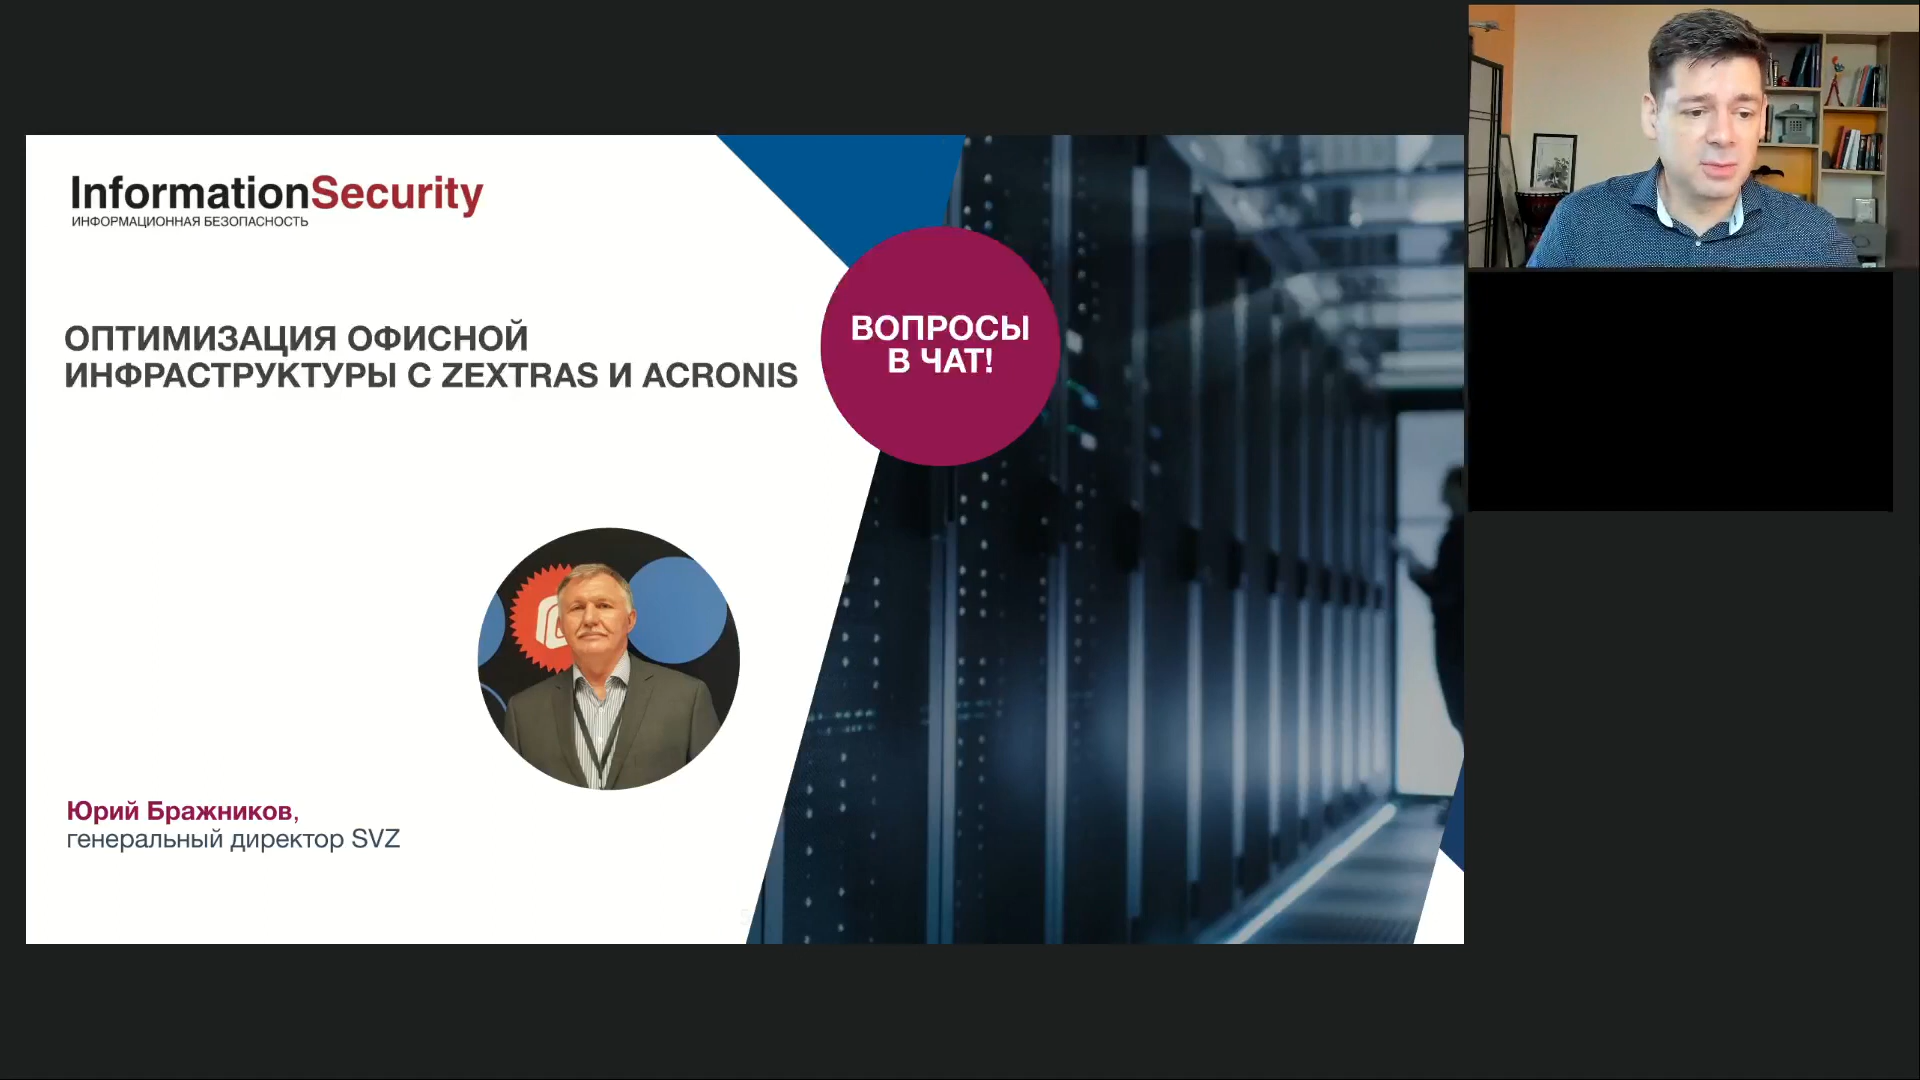 InformationSecurity
ИНФОРМАЦИОННАЯ БЕЗОПАСНОСТЬ
ОПТИМИЗАЦИЯ ОФИСНОЙ
ИНФРАСТРУКТУРЫ С ZEXTRAS И ACRONIS
ВОПРОСЫ
В ЧАТ!
Юрий Бражников,
генеральный директор SVZ